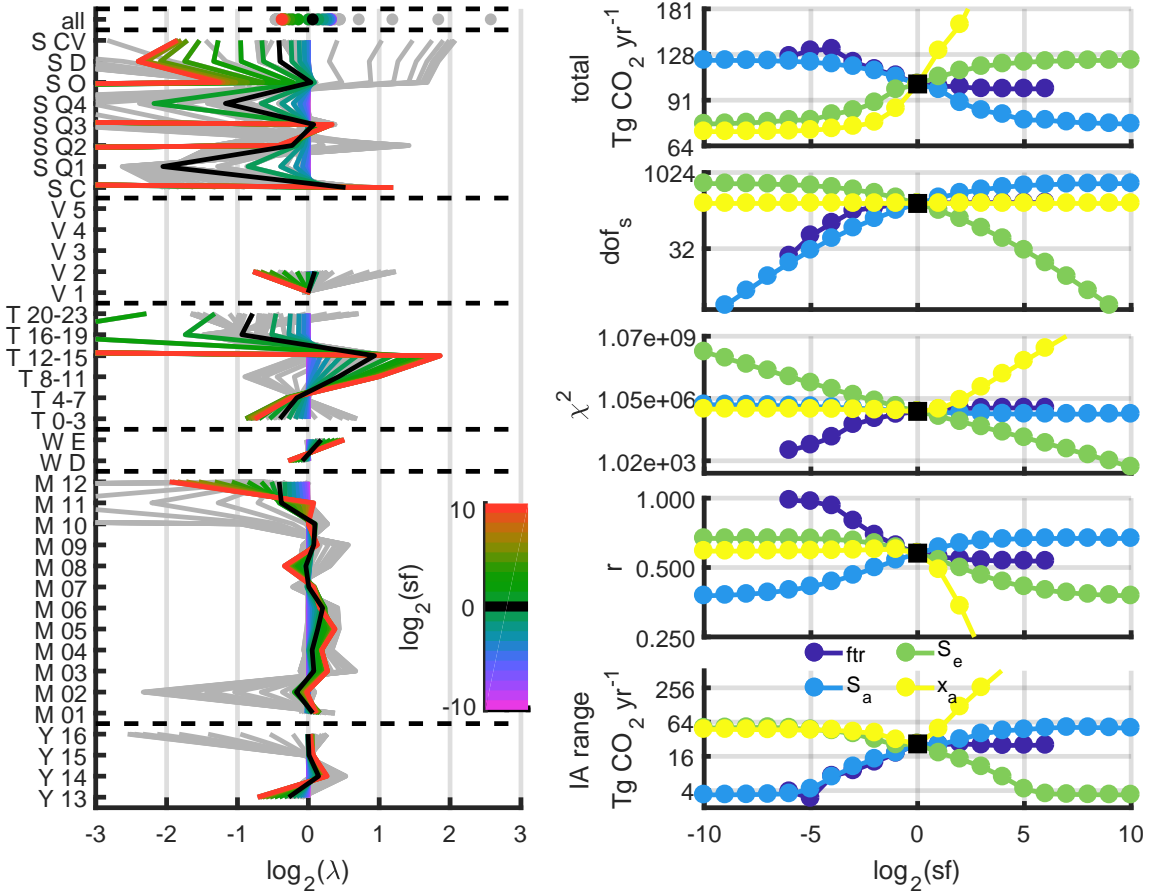 all
S CV
S D
S O
S Q4
S Q3
S Q2
S Q1
S C
V 5
V 4
V 3
V 2
V 1
T 20-23
T 16-19
T 12-15
T 8-11
T 4-7
T 0-3
W E
W D
M 12
M 11
M 10
M 09
M 08
M 07
M 06
M 05
M 04
M 03
M 02
M 01
Y 16
Y 15
Y 14
Y 13
-3 -2 -1 0 1 2 3
log₂(λ)
10
0
-10
log₂(sf)
total
Tg CO₂ yr⁻¹
181
128
91
64
dofₛ
1024
32
χ²
1.07e+09
1.05e+06
1.02e+03
r
1.000
0.500
0.250
ftr
Sₑ
Sₐ
xₐ
IA range
Tg CO₂ yr⁻¹
256
64
16
4
-10 -5 0 5 10
log₂(sf)